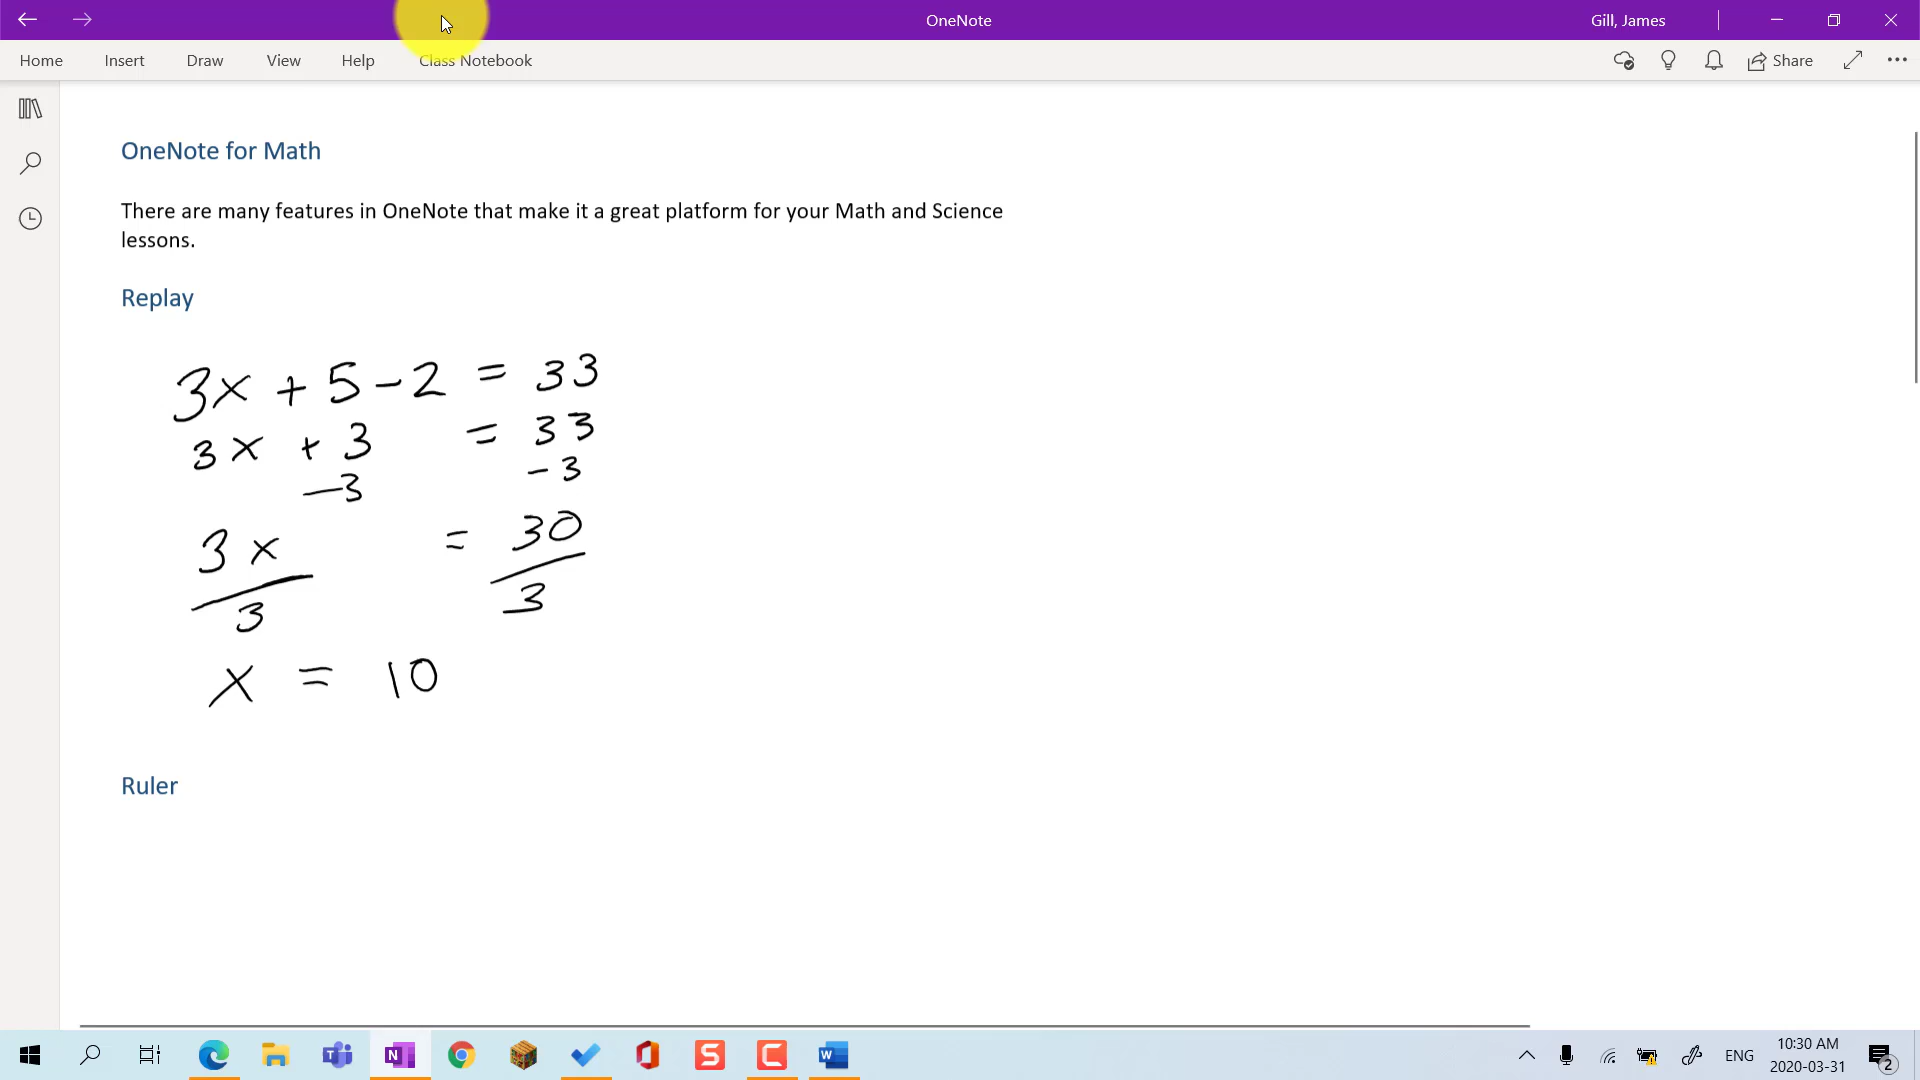 OneNote
Gill, James
Home Insert Draw View Help Class Notebook Share
OneNote for Math
There are many features in OneNote that make it a great platform for your Math and Science
lessons.
Replay
3x + 5 - 2 = 33
3x + 3 = 33
-3 -3
3x = 30
3 3
x = 10
Ruler
ENG
10:30 AM
2020-03-31
2